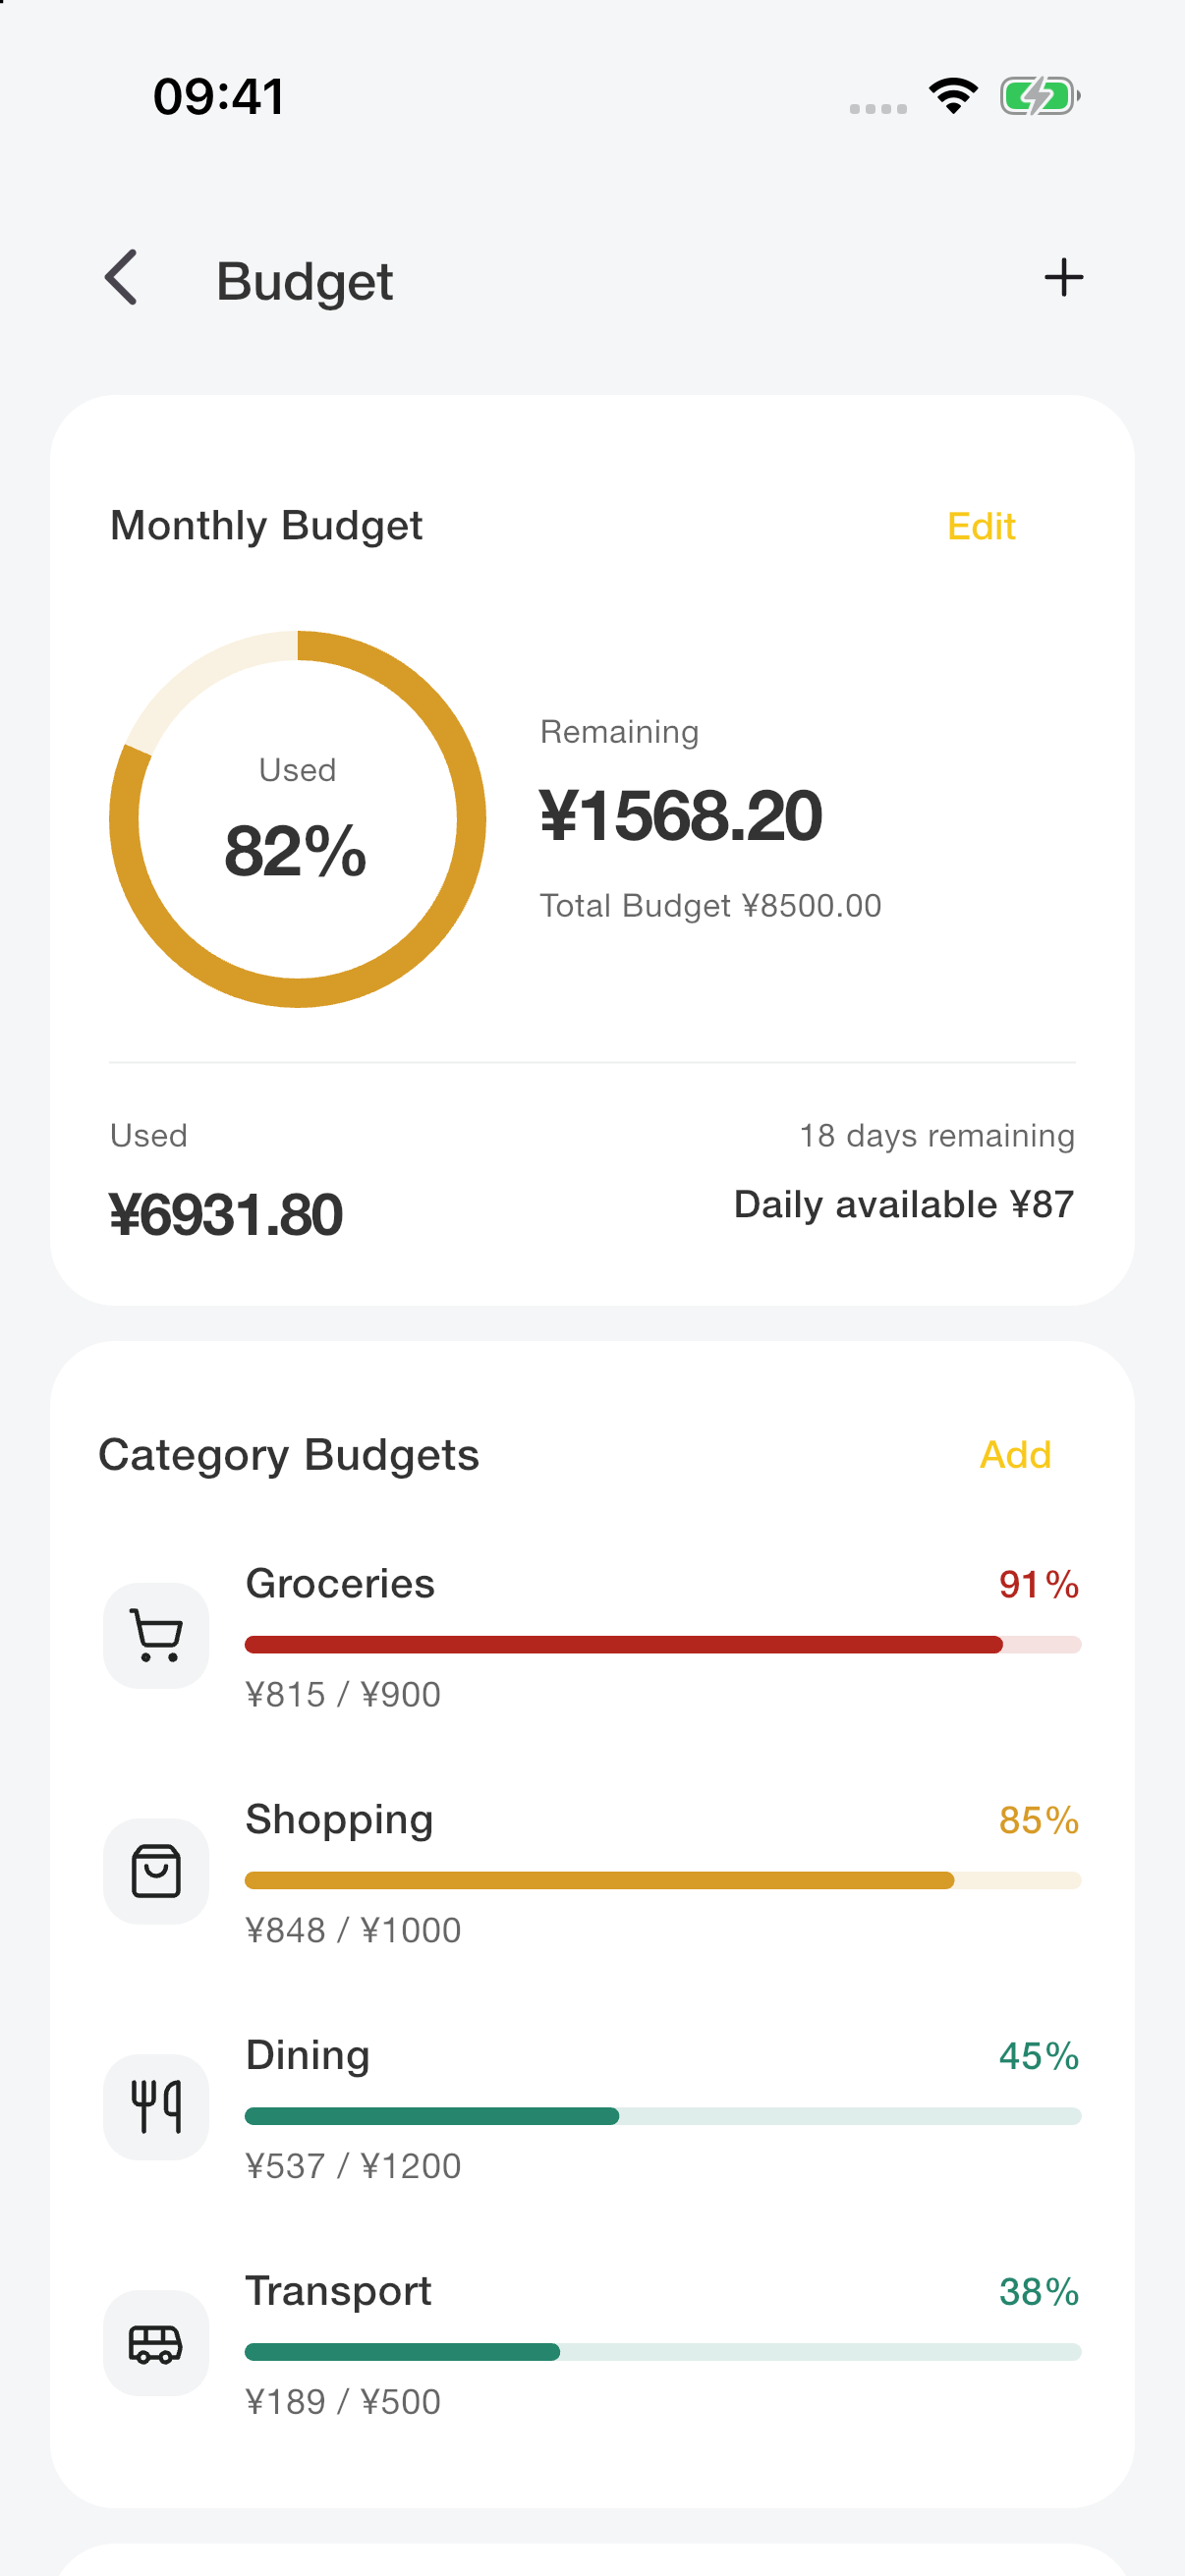 09:41
Budget
Monthly Budget
Edit
Used
82%
Remaining
¥1568.20
Total Budget ¥8500.00
Used
¥6931.80
18 days remaining
Daily available ¥87
Category Budgets
Add
Groceries
91%
¥815 / ¥900
Shopping
85%
¥848 / ¥1000
Dining
45%
¥537 / ¥1200
Transport
38%
¥189 / ¥500